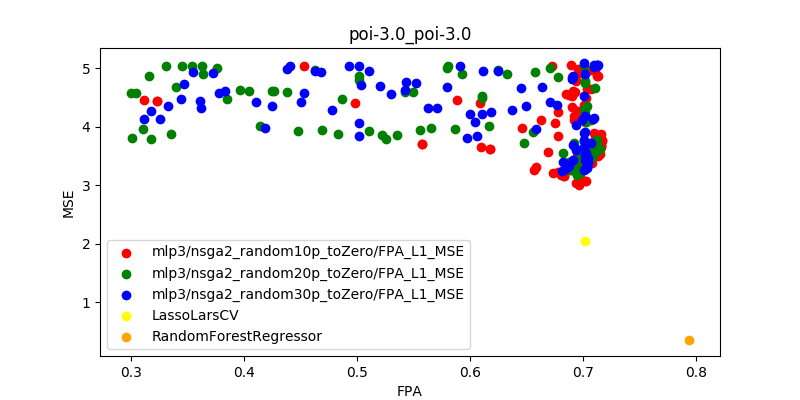 poi-3.0_poi-3.0
MSE
5
4
3
2
1
mlp3/nsga2_random10p_toZero/FPA_L1_MSE
mlp3/nsga2_random20p_toZero/FPA_L1_MSE
mlp3/nsga2_random30p_toZero/FPA_L1_MSE
LassoLarsCV
RandomForestRegressor
0.3 0.4 0.5 0.6 0.7 0.8
FPA